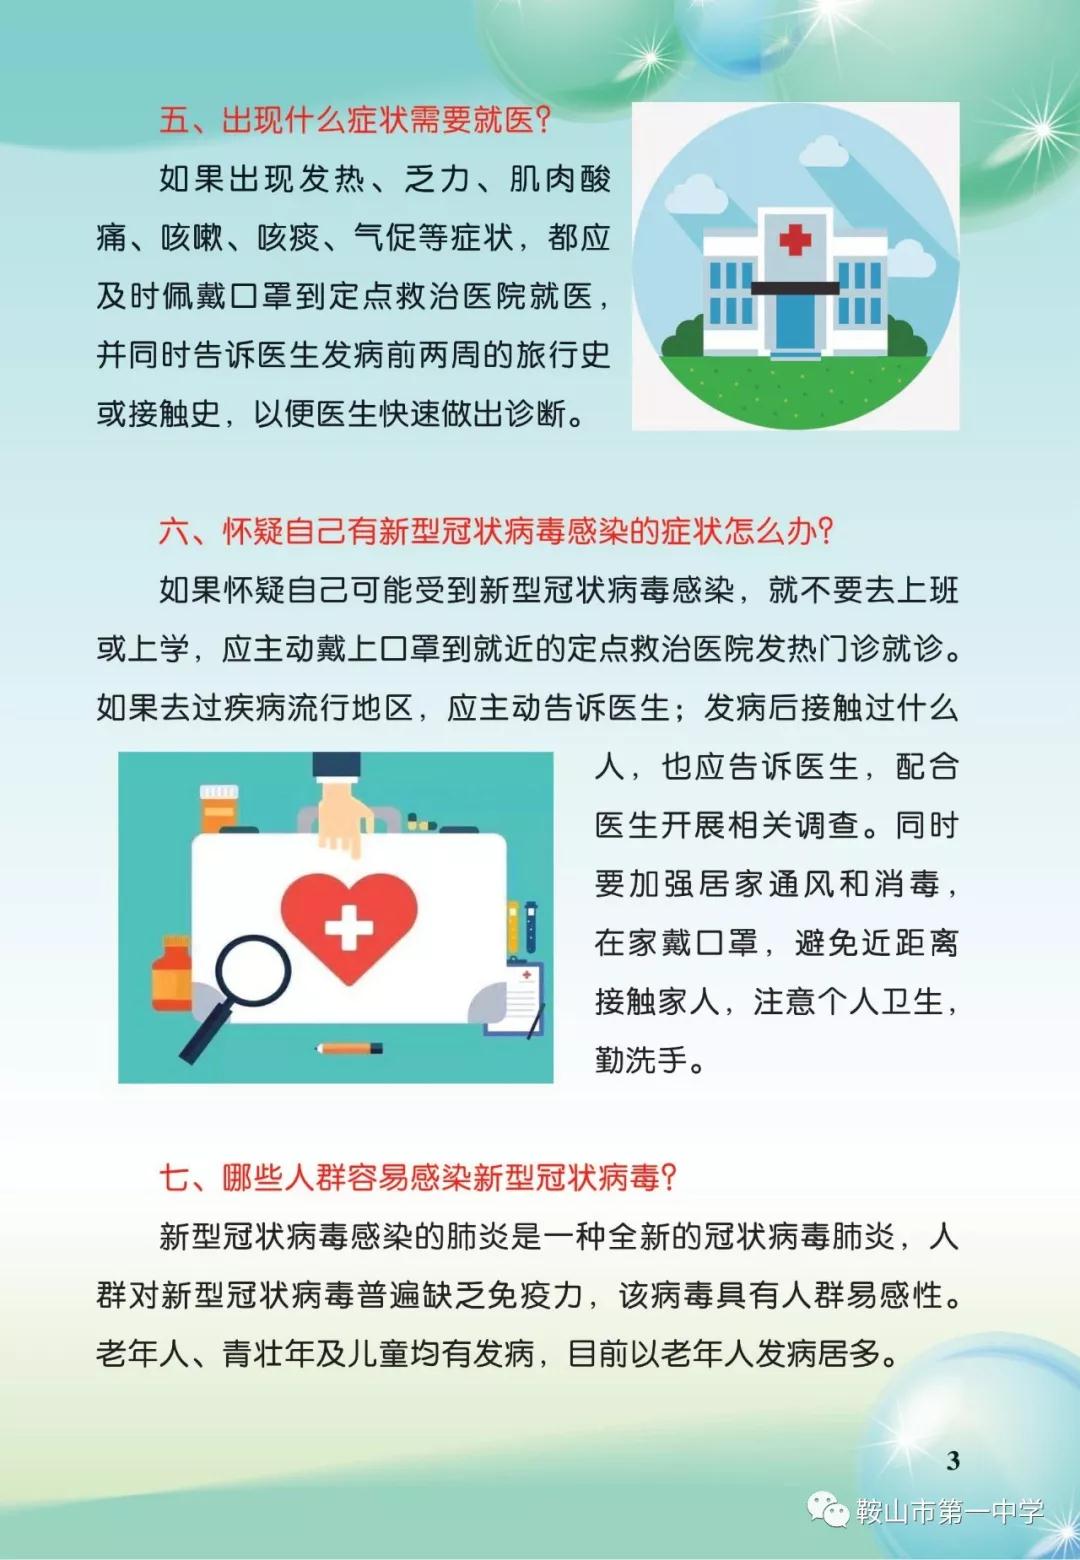 五、出现什么症状需要就医?
如果出现发热、乏力、肌肉酸
痛、咳嗽、咳痰、气促等症状，都应
及时佩戴口罩到定点救治医院就医，
并同时告诉医生发病前两周的旅行史
或接触史，以便医生快速做出诊断。
六、怀疑自己有新型冠状病毒感染的症状怎么办?
如果怀疑自己可能受到新型冠状病毒感染，就不要去上班
或上学，应主动戴上口罩到就近的定点救治医院发热门诊就诊。
如果去过疾病流行地区，应主动告诉医生；发病后接触过什么
人，也应告诉医生，配合
医生开展相关调查。同时
要加强居家通风和消毒，
在家戴口罩，避免近距离
接触家人，注意个人卫生，
勤洗手。
七、哪些人群容易感染新型冠状病毒?
新型冠状病毒感染的肺炎是一种全新的冠状病毒肺炎，人
群对新型冠状病毒普遍缺乏免疫力，该病毒具有人群易感性。
老年人、青壮年及儿童均有发病，目前以老年人发病居多。
3
鞍山市第一中学